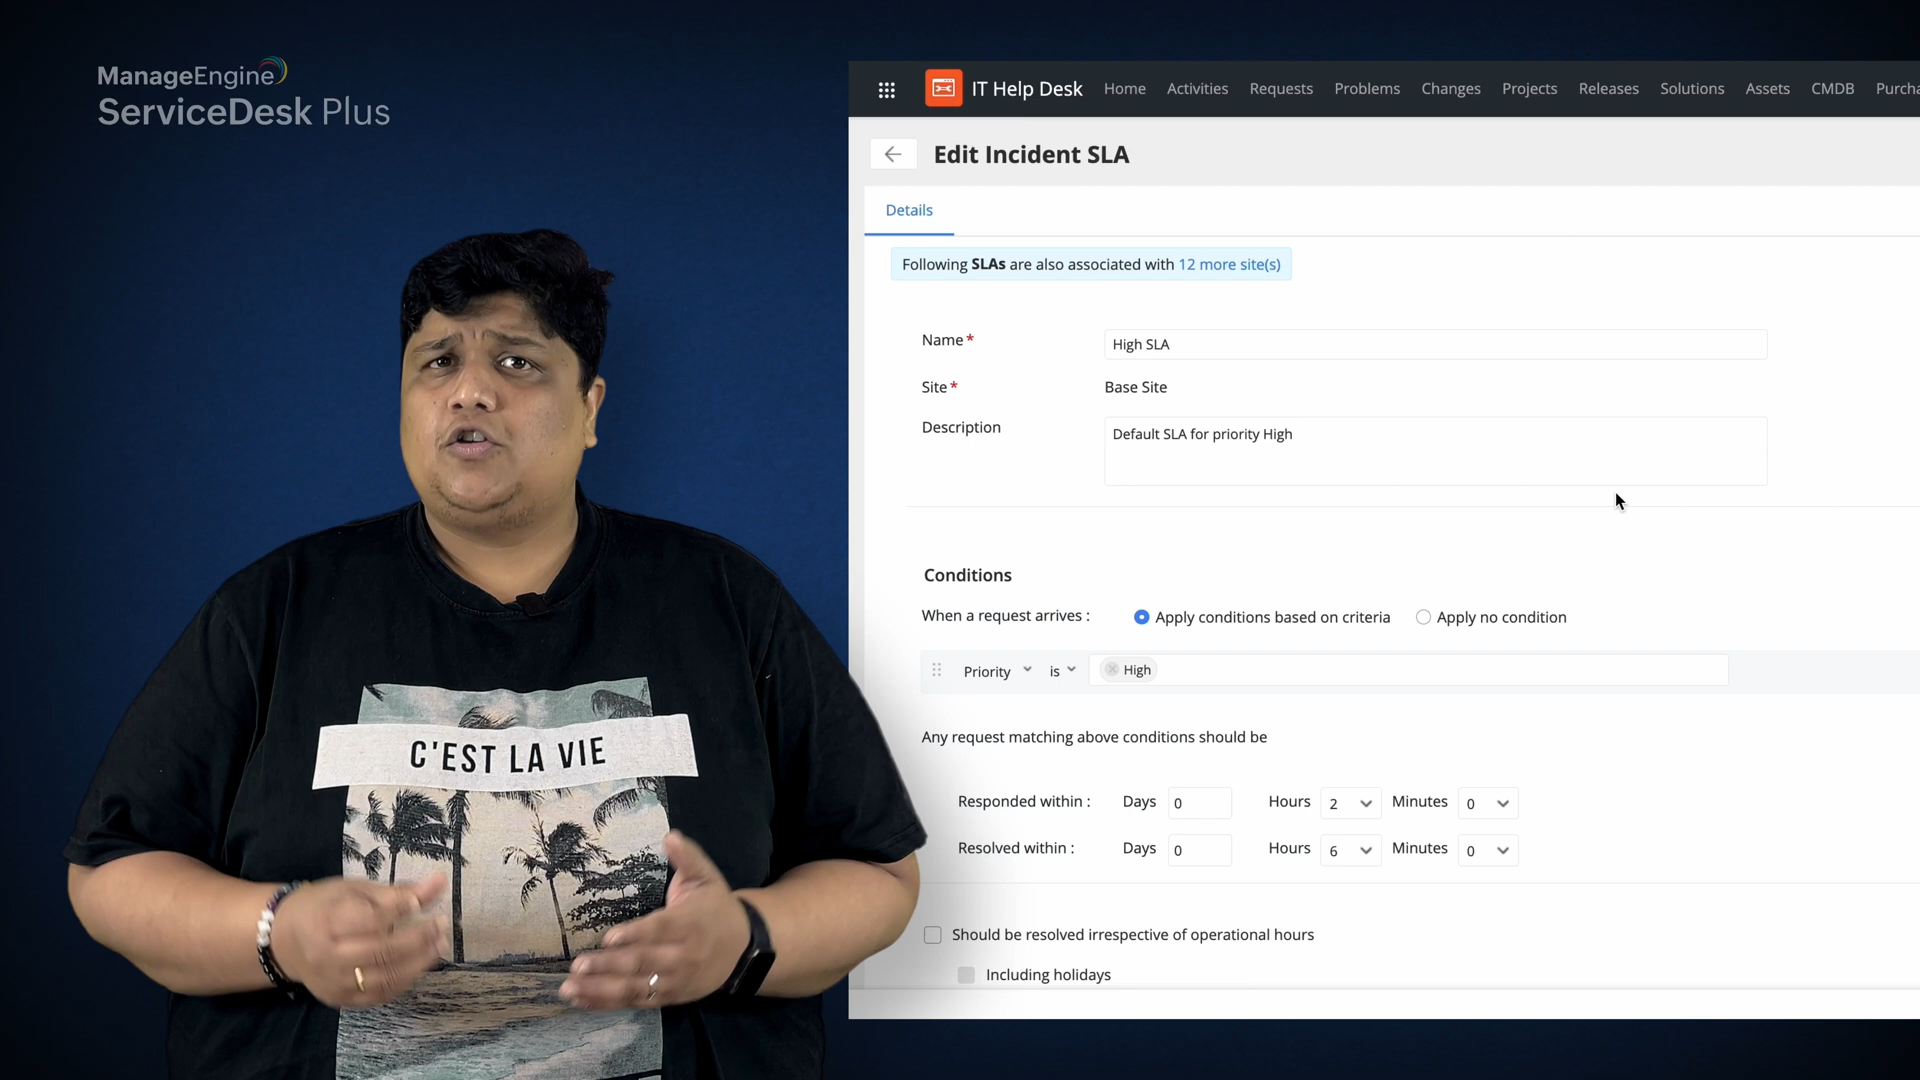 ManageEngine
ServiceDesk Plus
IT Help Desk Home Activities Requests Problems Changes Projects Releases Solutions Assets CMDB
Edit Incident SLA
Details
Following SLAs are also associated with 12 more site(s)
Name* High SLA
Site* Base Site
Description Default SLA for priority High
Conditions
When a request arrives : Apply conditions based on criteria Apply no condition
Priority is High
Any request matching above conditions should be
Responded within : Days 0 Hours 2 Minutes 0
Resolved within : Days 0 Hours 6 Minutes 0
Should be resolved irrespective of operational hours
Including holidays
C'EST LA VIE